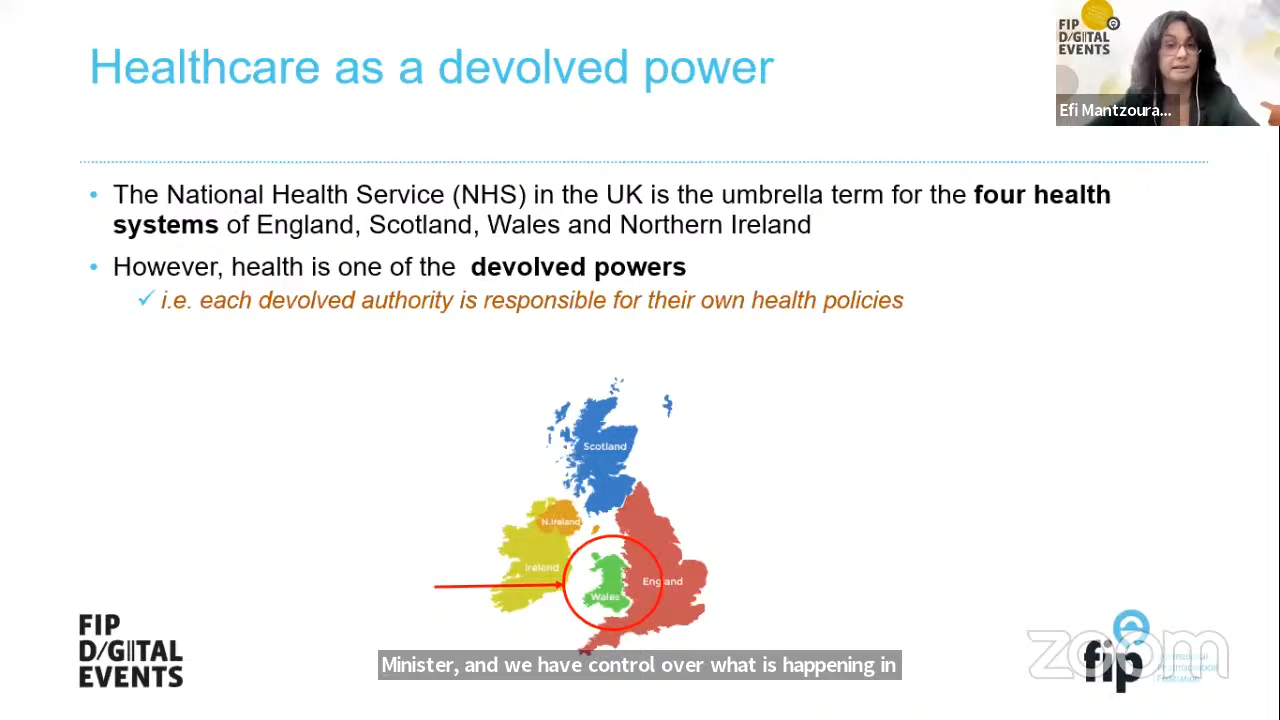 Healthcare as a devolved power
FIP
D/G|TAL
EVENTS
Efi Mantzoura...
• The National Health Service (NHS) in the UK is the umbrella term for the four health
systems of England, Scotland, Wales and Northern Ireland
• However, health is one of the devolved powers
✓ i.e. each devolved authority is responsible for their own health policies
Scotland
N.Ireland
Ireland
England
Wales
FIP
D/G|TAL
EVENTS
Minister, and we have control over what is happening in
zoom
e
fip
Pharmaceutical
Federation